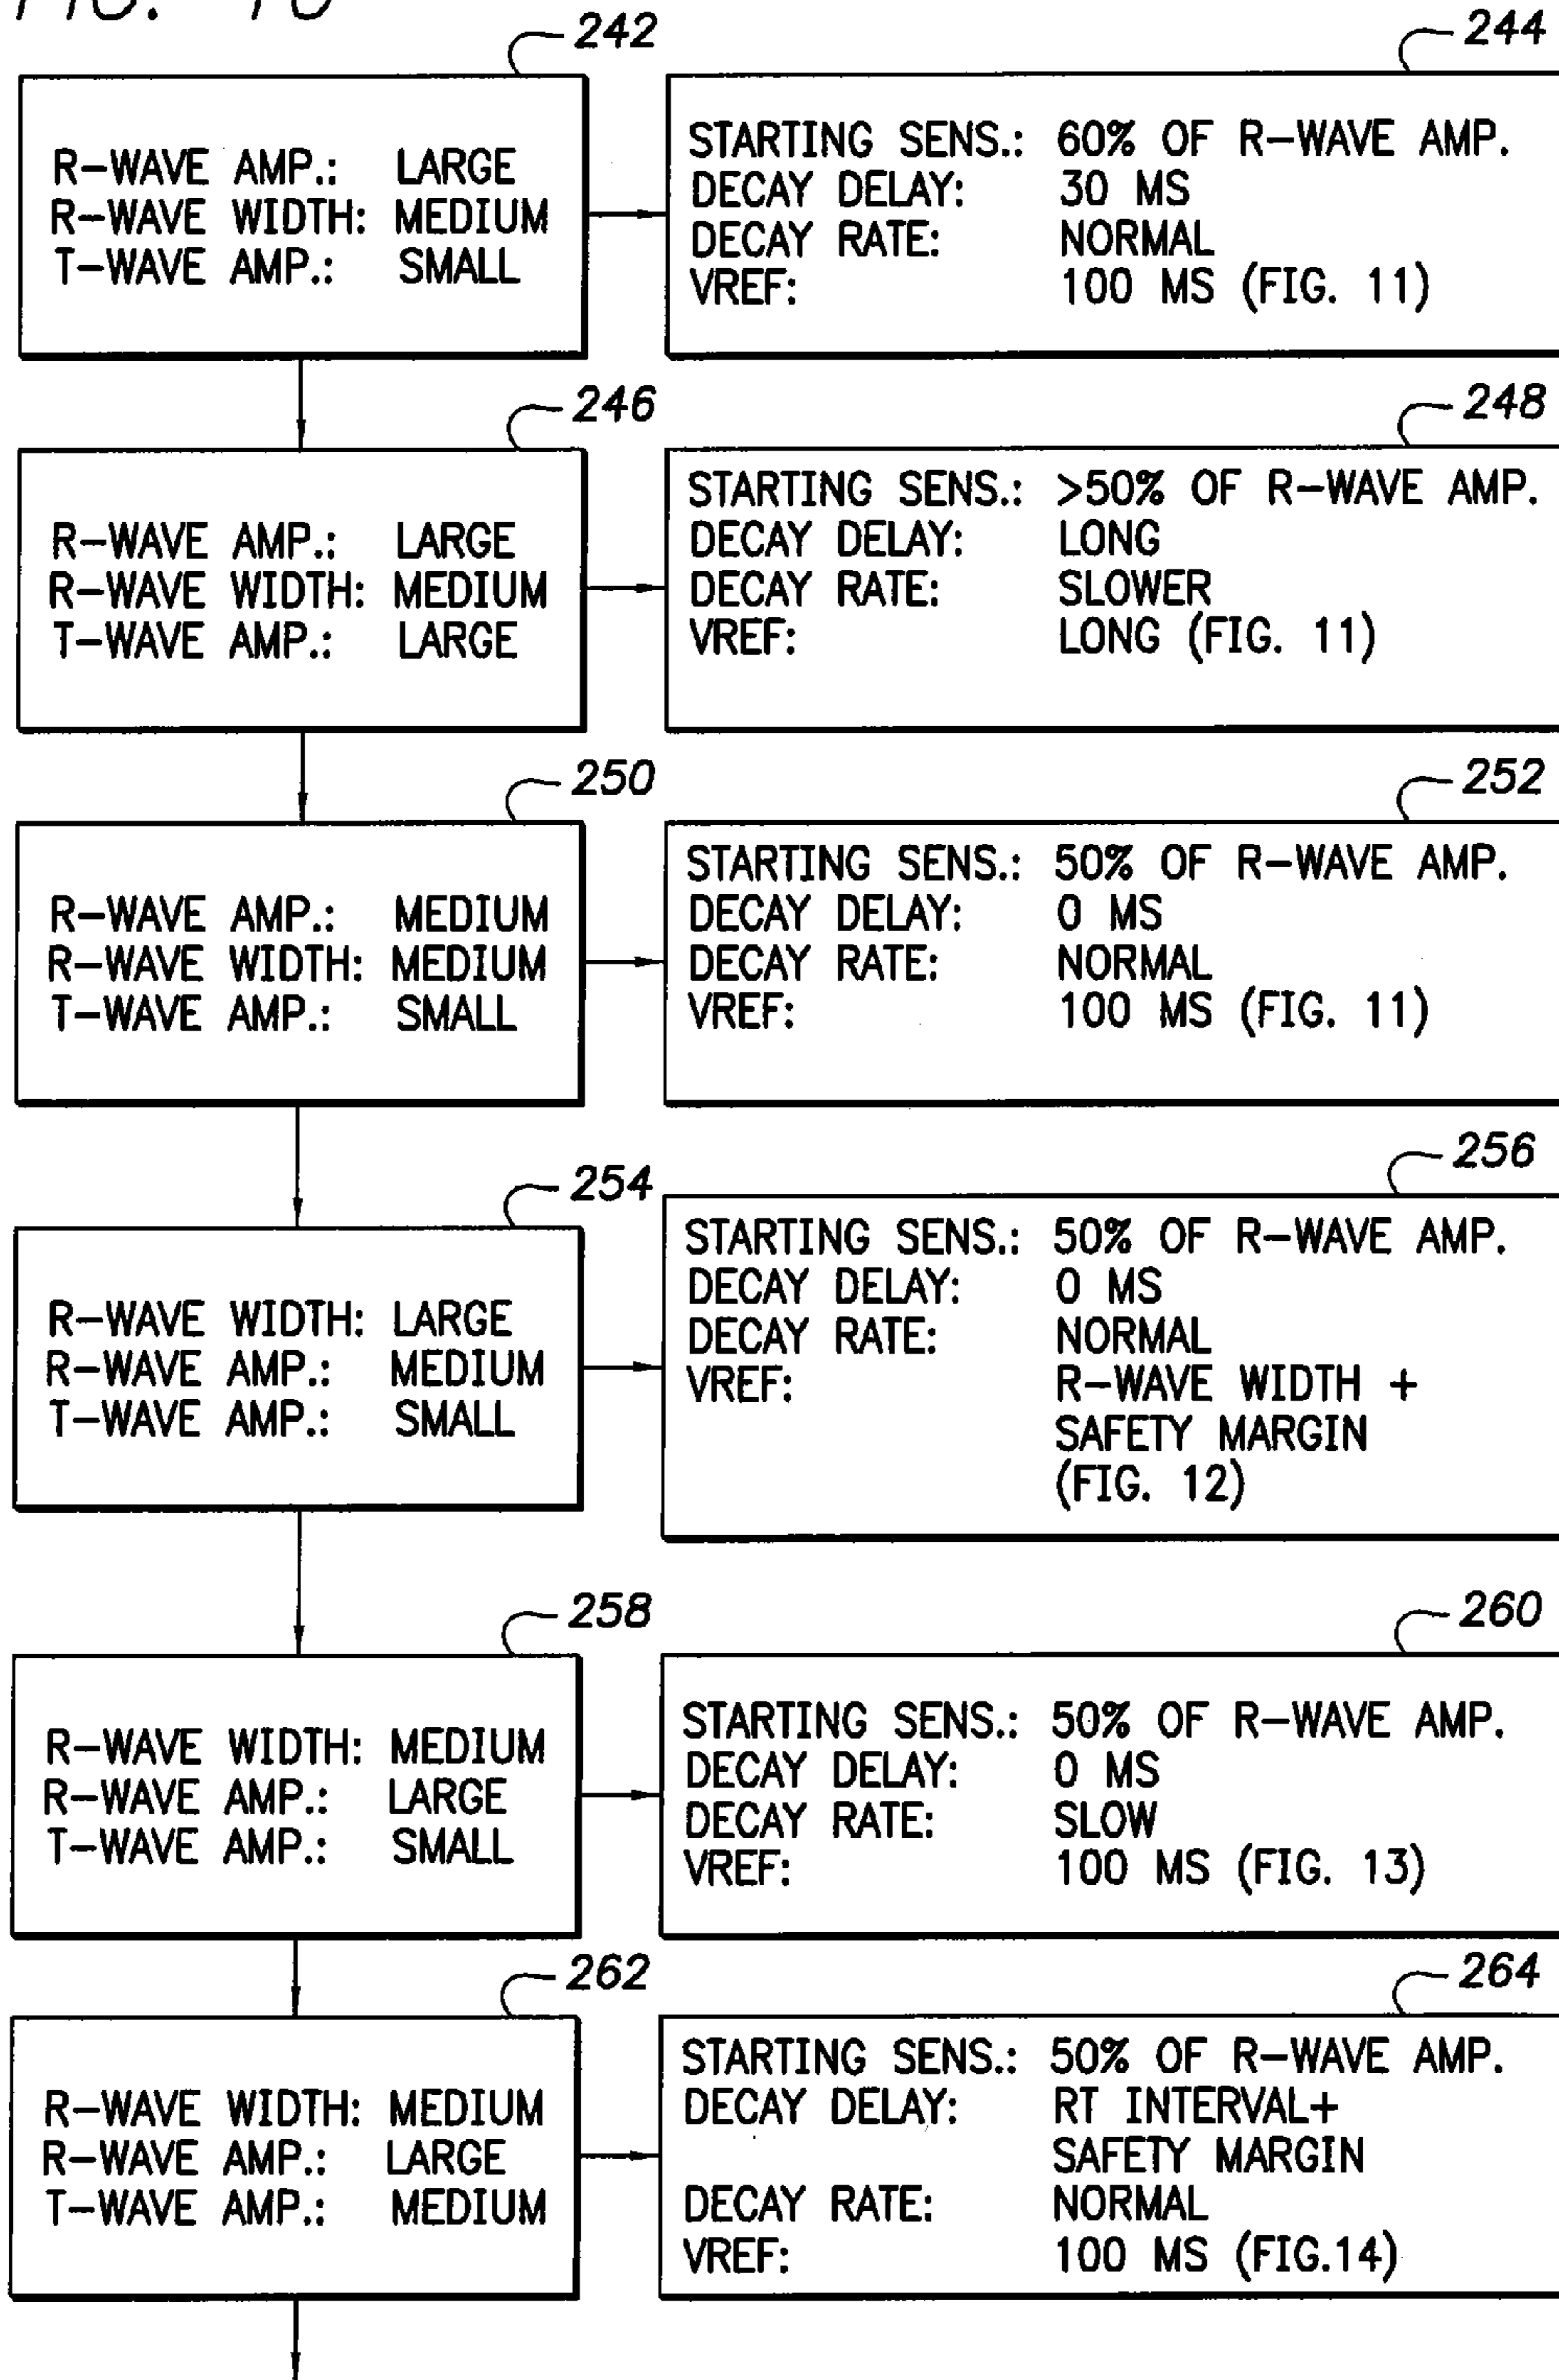 FIG. 10
242
R-WAVE AMP.: LARGE
R-WAVE WIDTH: MEDIUM
T-WAVE AMP.: SMALL
244
STARTING SENS.: 60% OF R-WAVE AMP.
DECAY DELAY: 30 MS
DECAY RATE: NORMAL
VREF: 100 MS (FIG. 11)
246
R-WAVE AMP.: LARGE
R-WAVE WIDTH: MEDIUM
T-WAVE AMP.: LARGE
248
STARTING SENS.: >50% OF R-WAVE AMP.
DECAY DELAY: LONG
DECAY RATE: SLOWER
VREF: LONG (FIG. 11)
250
R-WAVE AMP.: MEDIUM
R-WAVE WIDTH: MEDIUM
T-WAVE AMP.: SMALL
252
STARTING SENS.: 50% OF R-WAVE AMP.
DECAY DELAY: 0 MS
DECAY RATE: NORMAL
VREF: 100 MS (FIG. 11)
254
R-WAVE WIDTH: LARGE
R-WAVE AMP.: MEDIUM
T-WAVE AMP.: SMALL
256
STARTING SENS.: 50% OF R-WAVE AMP.
DECAY DELAY: 0 MS
DECAY RATE: NORMAL
VREF: R-WAVE WIDTH +
SAFETY MARGIN
(FIG. 12)
258
R-WAVE WIDTH: MEDIUM
R-WAVE AMP.: LARGE
T-WAVE AMP.: SMALL
260
STARTING SENS.: 50% OF R-WAVE AMP.
DECAY DELAY: 0 MS
DECAY RATE: SLOW
VREF: 100 MS (FIG. 13)
262
R-WAVE WIDTH: MEDIUM
R-WAVE AMP.: LARGE
T-WAVE AMP.: MEDIUM
264
STARTING SENS.: 50% OF R-WAVE AMP.
DECAY DELAY: RT INTERVAL+
SAFETY MARGIN
DECAY RATE: NORMAL
VREF: 100 MS (FIG.14)